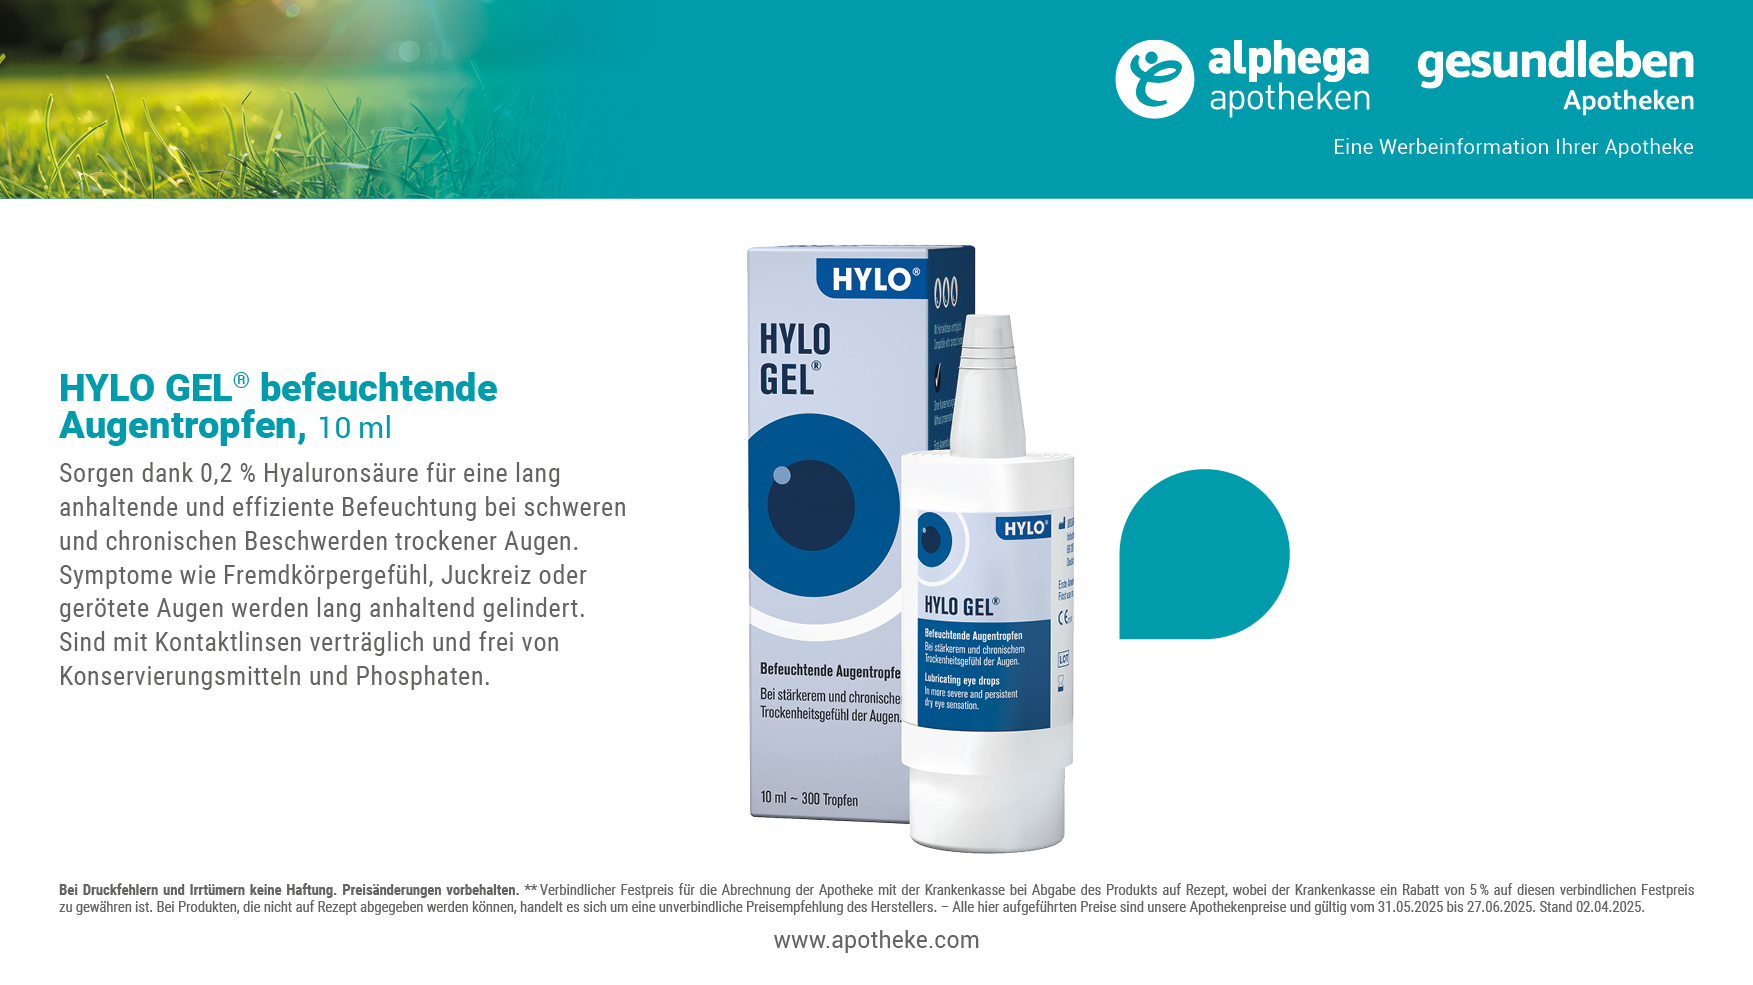 alphega
apotheken
gesundleben
Apotheken
Eine Werbeinformation Ihrer Apotheke
HYLO GEL® befeuchtende
Augentropfen, 10 ml
Sorgen dank 0,2 % Hyaluronsäure für eine lang
anhaltende und effiziente Befeuchtung bei schweren
und chronischen Beschwerden trockener Augen.
Symptome wie Fremdkörpergefühl, Juckreiz oder
gerötete Augen werden lang anhaltend gelindert.
Sind mit Kontaktlinsen verträglich und frei von
Konservierungsmitteln und Phosphaten.
HYLO®
HYLO
GEL®
Befeuchtende Augentropfe
Bei stärkerem und chronische
Trockenheitsgefühl der Augen.
10 ml ~ 300 Tropfen
HYLO®
HYLO GEL®
Befeuchtende Augentropfen
Bei stärkerem und chronischem
Trockenheitsgefühl der Augen.
Lubricating eye drops
In more severe and persistent
dry eye sensation.
CE
LOT
Bei Druckfehlern und Irrtümern keine Haftung. Preisänderungen vorbehalten. ** Verbindlicher Festpreis für die Abrechnung der Apotheke mit der Krankenkasse bei Abgabe des Produkts auf Rezept, wobei der Krankenkasse ein Rabatt von 5 % auf diesen verbindlichen Festpreis
zu gewähren ist. Bei Produkten, die nicht auf Rezept abgegeben werden können, handelt es sich um eine unverbindliche Preisempfehlung des Herstellers. – Alle hier aufgeführten Preise sind unsere Apothekenpreise und gültig vom 31.05.2025 bis 27.06.2025. Stand 02.04.2025.
www.apotheke.com